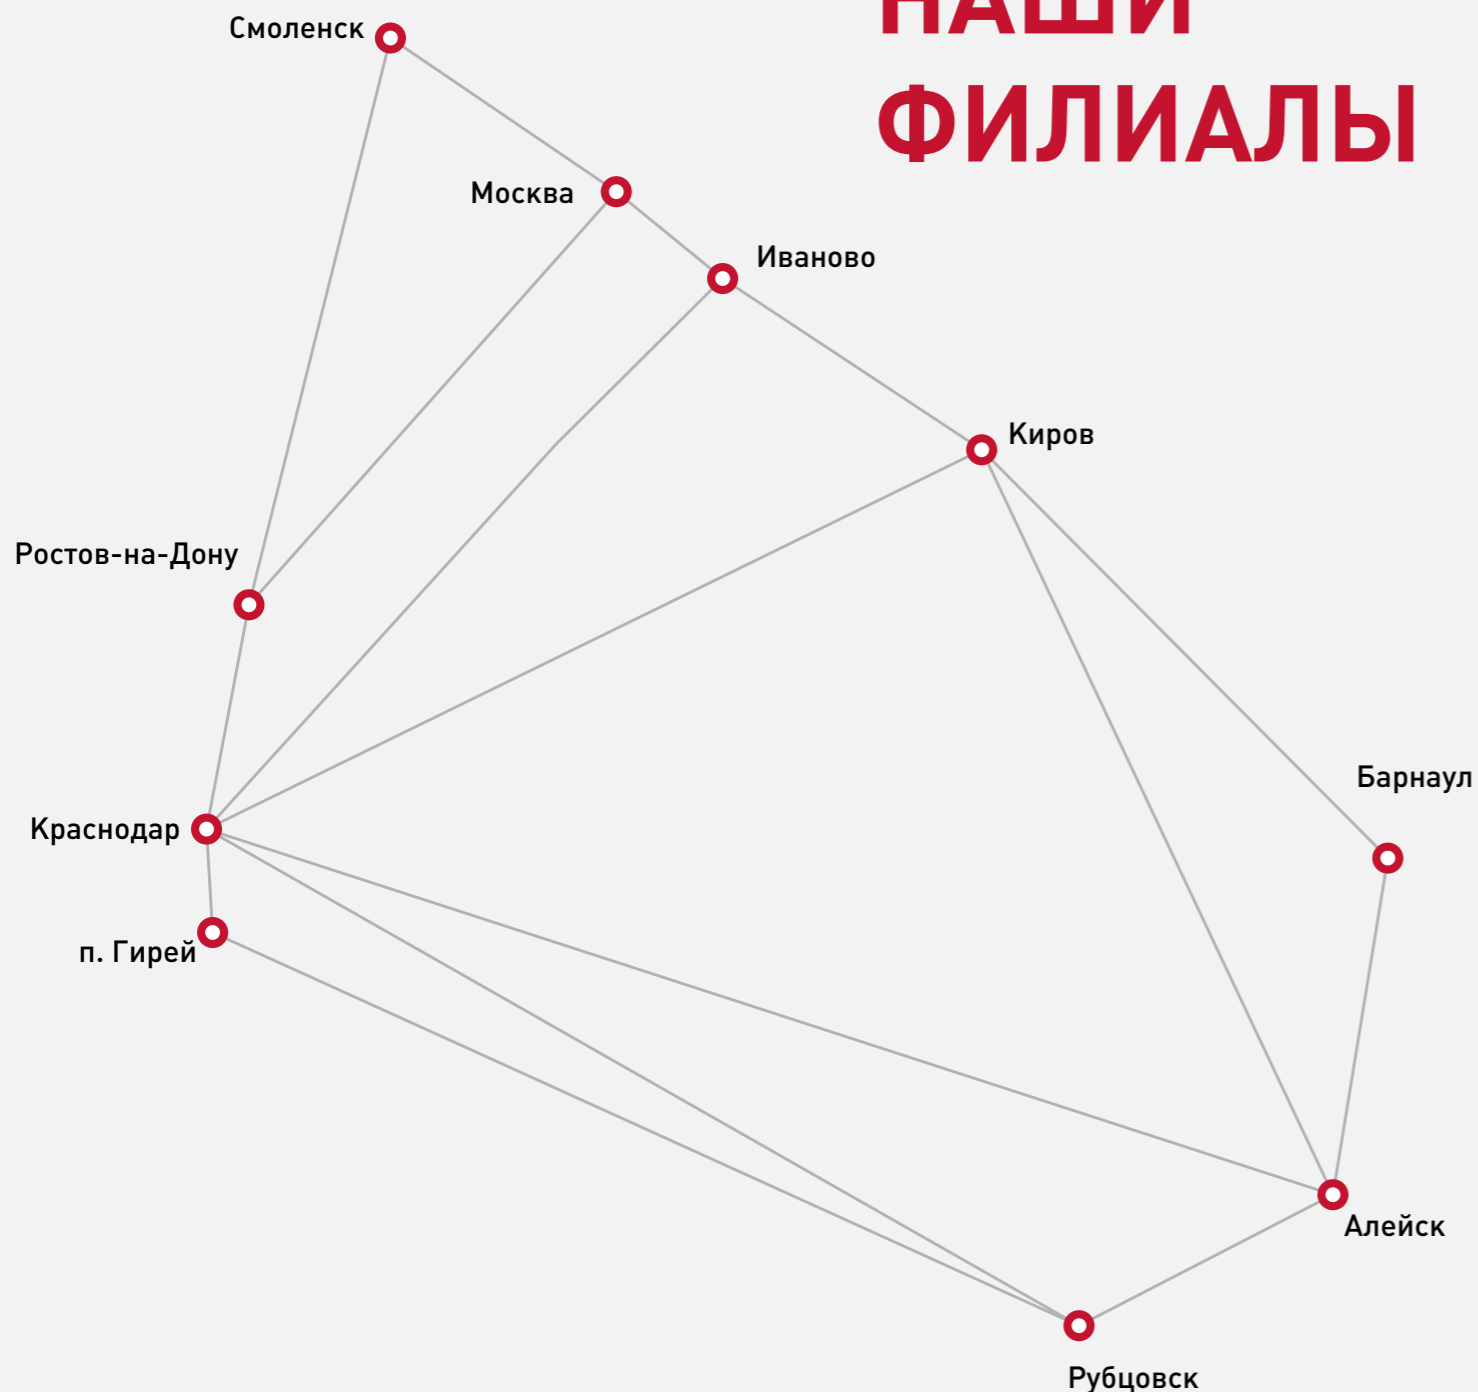 НАШИ
ФИЛИАЛЫ
Смоленск
Москва
Иваново
Киров
Ростов-на-Дону
Барнаул
Краснодар
п. Гирей
Алейск
Рубцовск